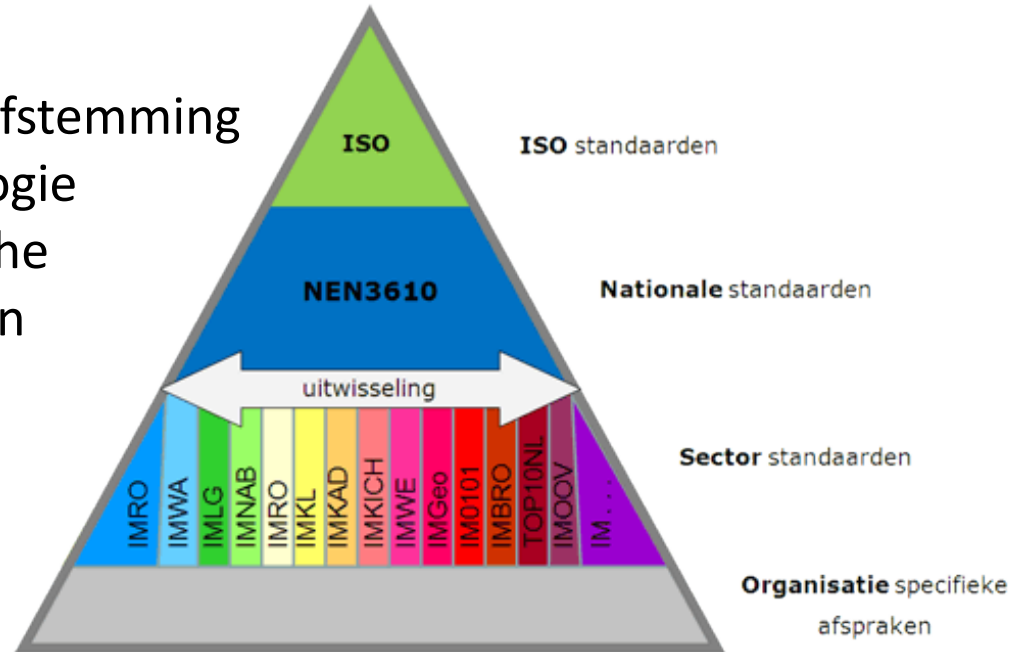 fstemming
ogie
he
n
ISO
ISO standaarden
NEN3610
Nationale standaarden
uitwisseling
Sector standaarden
IMRO
IMWA
IMLG
IMNAB
IMRO
IMKL
IMKAD
IMKICH
IMWE
IMGeo
IM0101
IMBRO
TOP10NL
IMOOV
IM...
Organisatie specifieke
afspraken